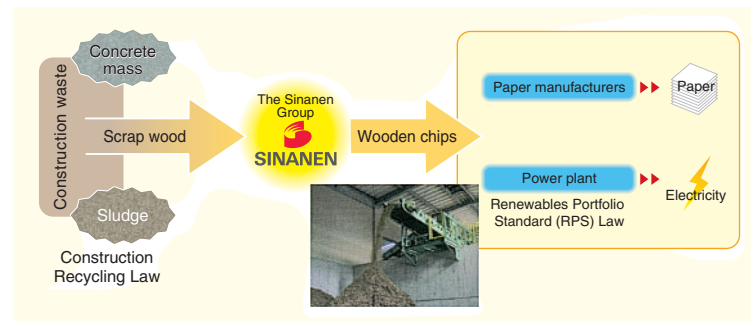 Concrete
mass
Construction waste
Scrap wood
Sludge
Construction
Recycling Law
The Sinanen
Group
SINANEN
Wooden chips
Paper manufacturers
Paper
Power plant
Electricity
Renewables Portfolio
Standard (RPS) Law